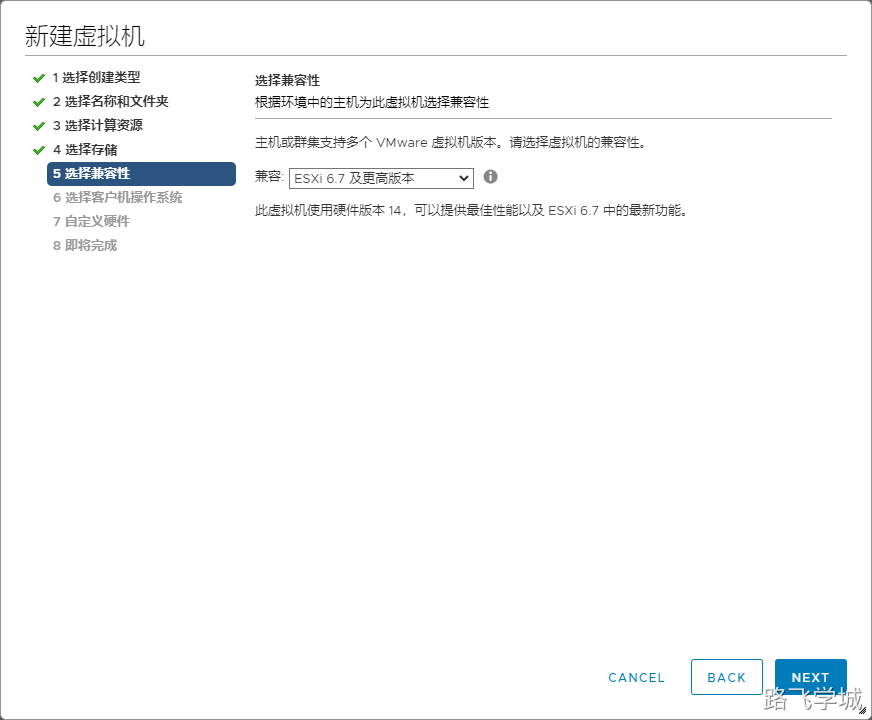 新建虚拟机
1 选择创建类型
2 选择名称和文件夹
3 选择计算资源
4 选择存储
5 选择兼容性
6 选择客户机操作系统
7 自定义硬件
8 即将完成
选择兼容性
根据环境中的主机为此虚拟机选择兼容性
主机或群集支持多个 VMware 虚拟机版本。请选择虚拟机的兼容性。
兼容: ESXi 6.7 及更高版本
此虚拟机使用硬件版本 14，可以提供最佳性能以及 ESXi 6.7 中的最新功能。
CANCEL BACK NEXT
路飞学城